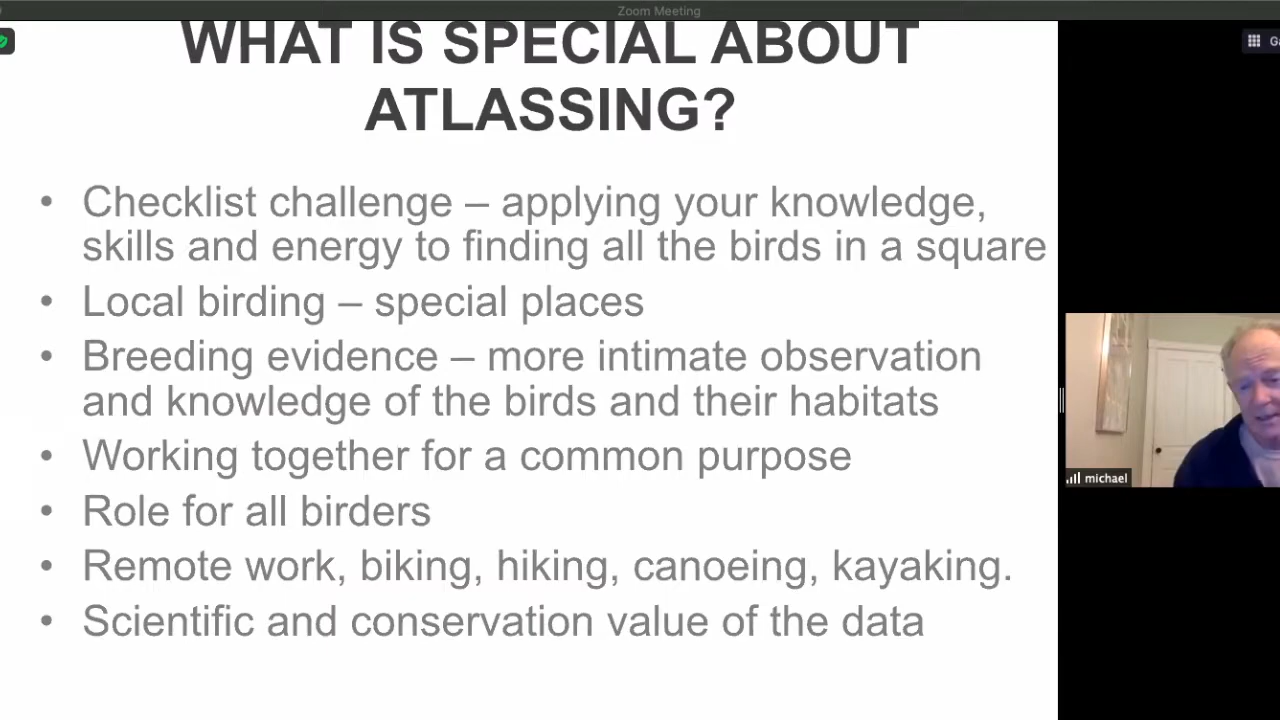 Zoom Meeting
WHAT IS SPECIAL ABOUT
ATLASSING?
• Checklist challenge – applying your knowledge,
skills and energy to finding all the birds in a square
• Local birding – special places
• Breeding evidence – more intimate observation
and knowledge of the birds and their habitats
• Working together for a common purpose
• Role for all birders
• Remote work, biking, hiking, canoeing, kayaking.
• Scientific and conservation value of the data
michael